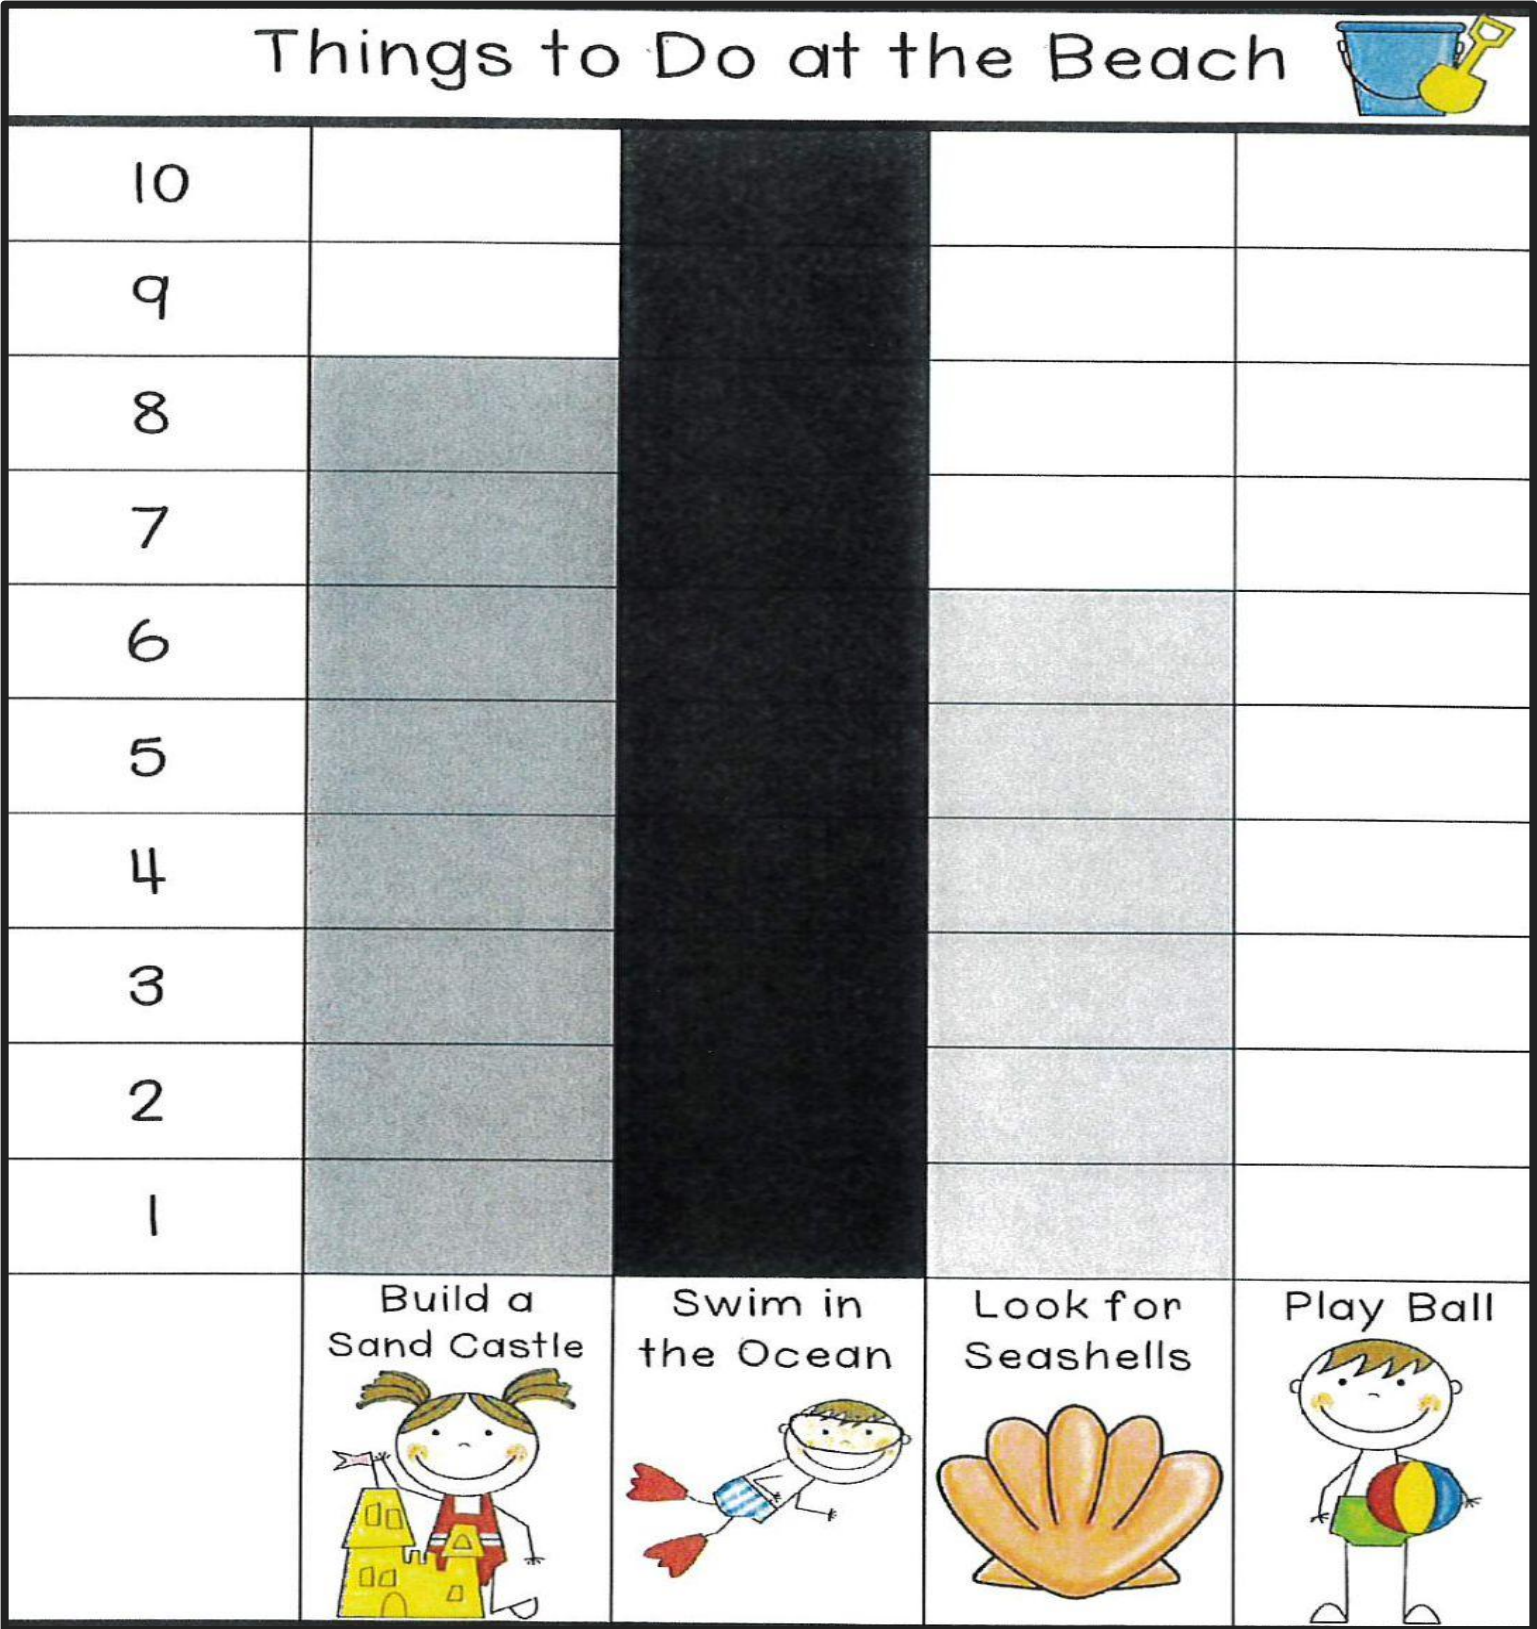 Things to Do at the Beach
10
9
8
7
6
5
4
3
2
1
Build a
Sand Castle
Swim in
the Ocean
Look for
Seashells
Play Ball